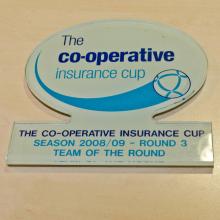 The
co-operative
insurance cup
THE CO-OPERATIVE INSURANCE CUP
SEASON 2008/09 - ROUND 3
TEAM OF THE ROUND